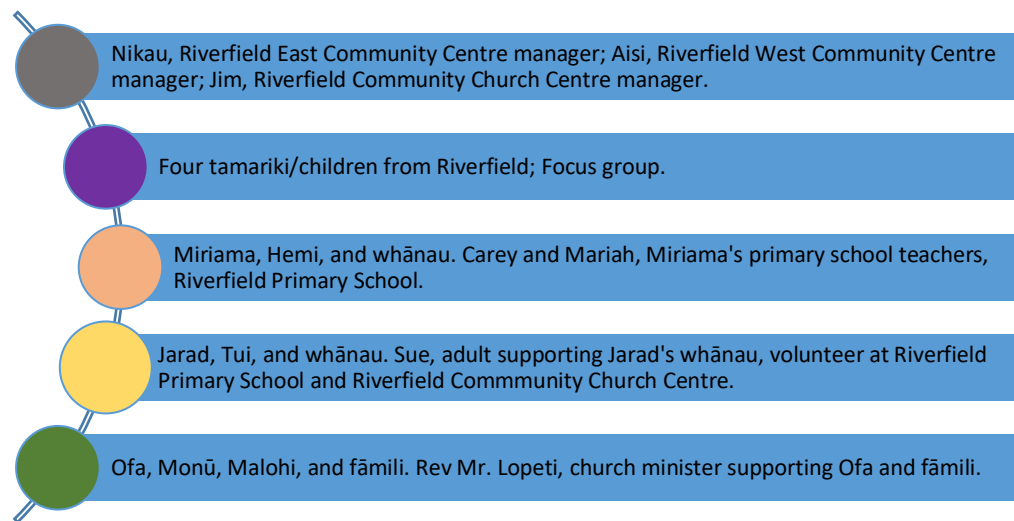 Nikau, Riverfield East Community Centre manager; Aisi, Riverfield West Community Centre
manager; Jim, Riverfield Community Church Centre manager.
Four tamariki/children from Riverfield; Focus group.
Miriama, Hemi, and whānau. Carey and Mariah, Miriama's primary school teachers,
Riverfield Primary School.
Jarad, Tui, and whānau. Sue, adult supporting Jarad's whānau, volunteer at Riverfield
Primary School and Riverfield Commmunity Church Centre.
Ofa, Monū, Malohi, and fāmili. Rev Mr. Lopeti, church minister supporting Ofa and fāmili.